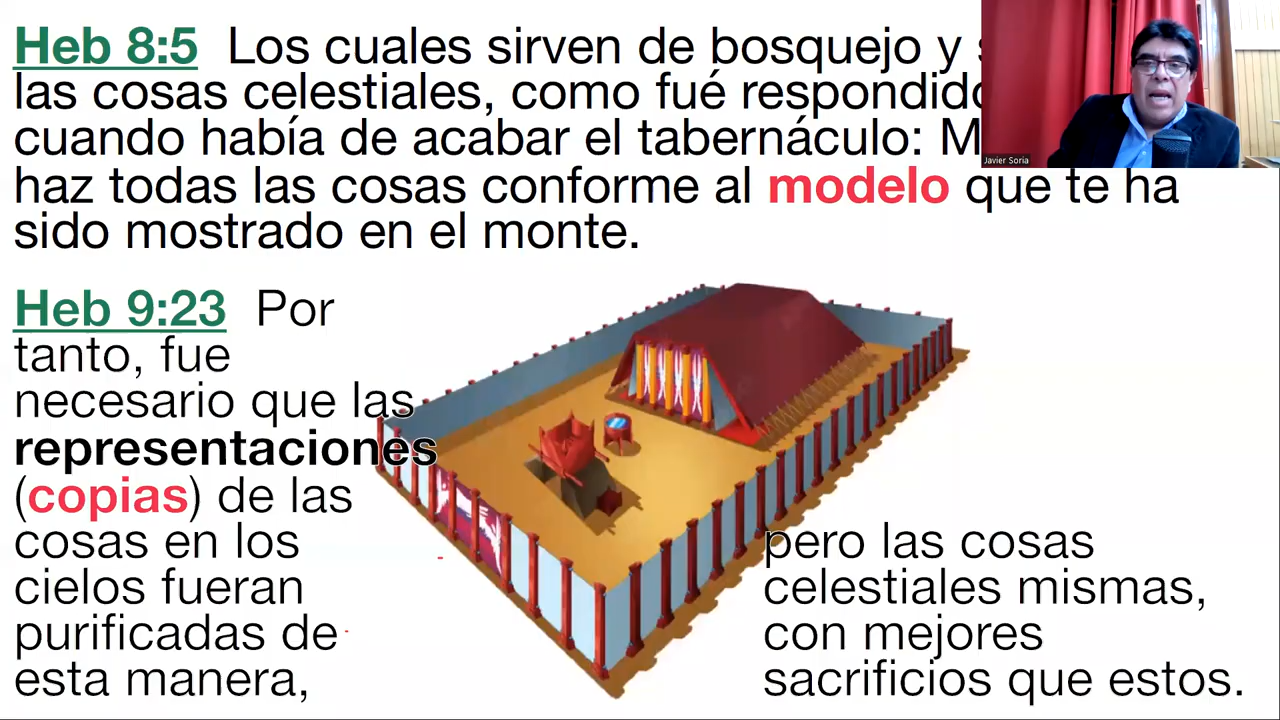 Heb 8:5 Los cuales sirven de bosquejo y
las cosas celestiales, como fué respondido
cuando había de acabar el tabernáculo:
haz todas las cosas conforme al modelo que te ha
sido mostrado en el monte.
Heb 9:23 Por
tanto, fue
necesario que las
representaciones
(copias) de las
cosas en los
cielos fueran
purificadas de
esta manera,
pero las cosas
celestiales mismas,
con mejores
sacrificios que estos.
Javier Soria